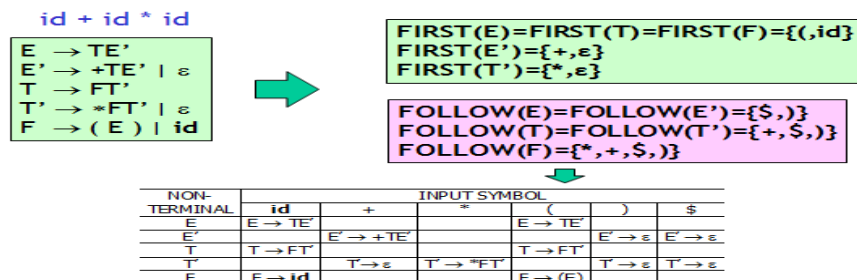 id + id * id
E → TE’
E’ → +TE’ | ε
T → FT’
T’ → *FT’ | ε
F → ( E ) | id
FIRST(E)=FIRST(T)=FIRST(F)={(,id}
FIRST(E’)={+,ε}
FIRST(T’)={*,ε}
FOLLOW(E)=FOLLOW(E’)={$,)}
FOLLOW(T)=FOLLOW(T’)={+,$,)}
FOLLOW(F)={*,+,$,)}
NON-TERMINAL INPUT SYMBOL
id + * ( ) $
E E → TE’ E → TE’
E’ E’ → +TE’ E’ → ε E’ → ε
T T → FT’ T → FT’
T’ T’→ ε T’ → *FT’ T’ → ε T’ → ε
F F → id F → (E)